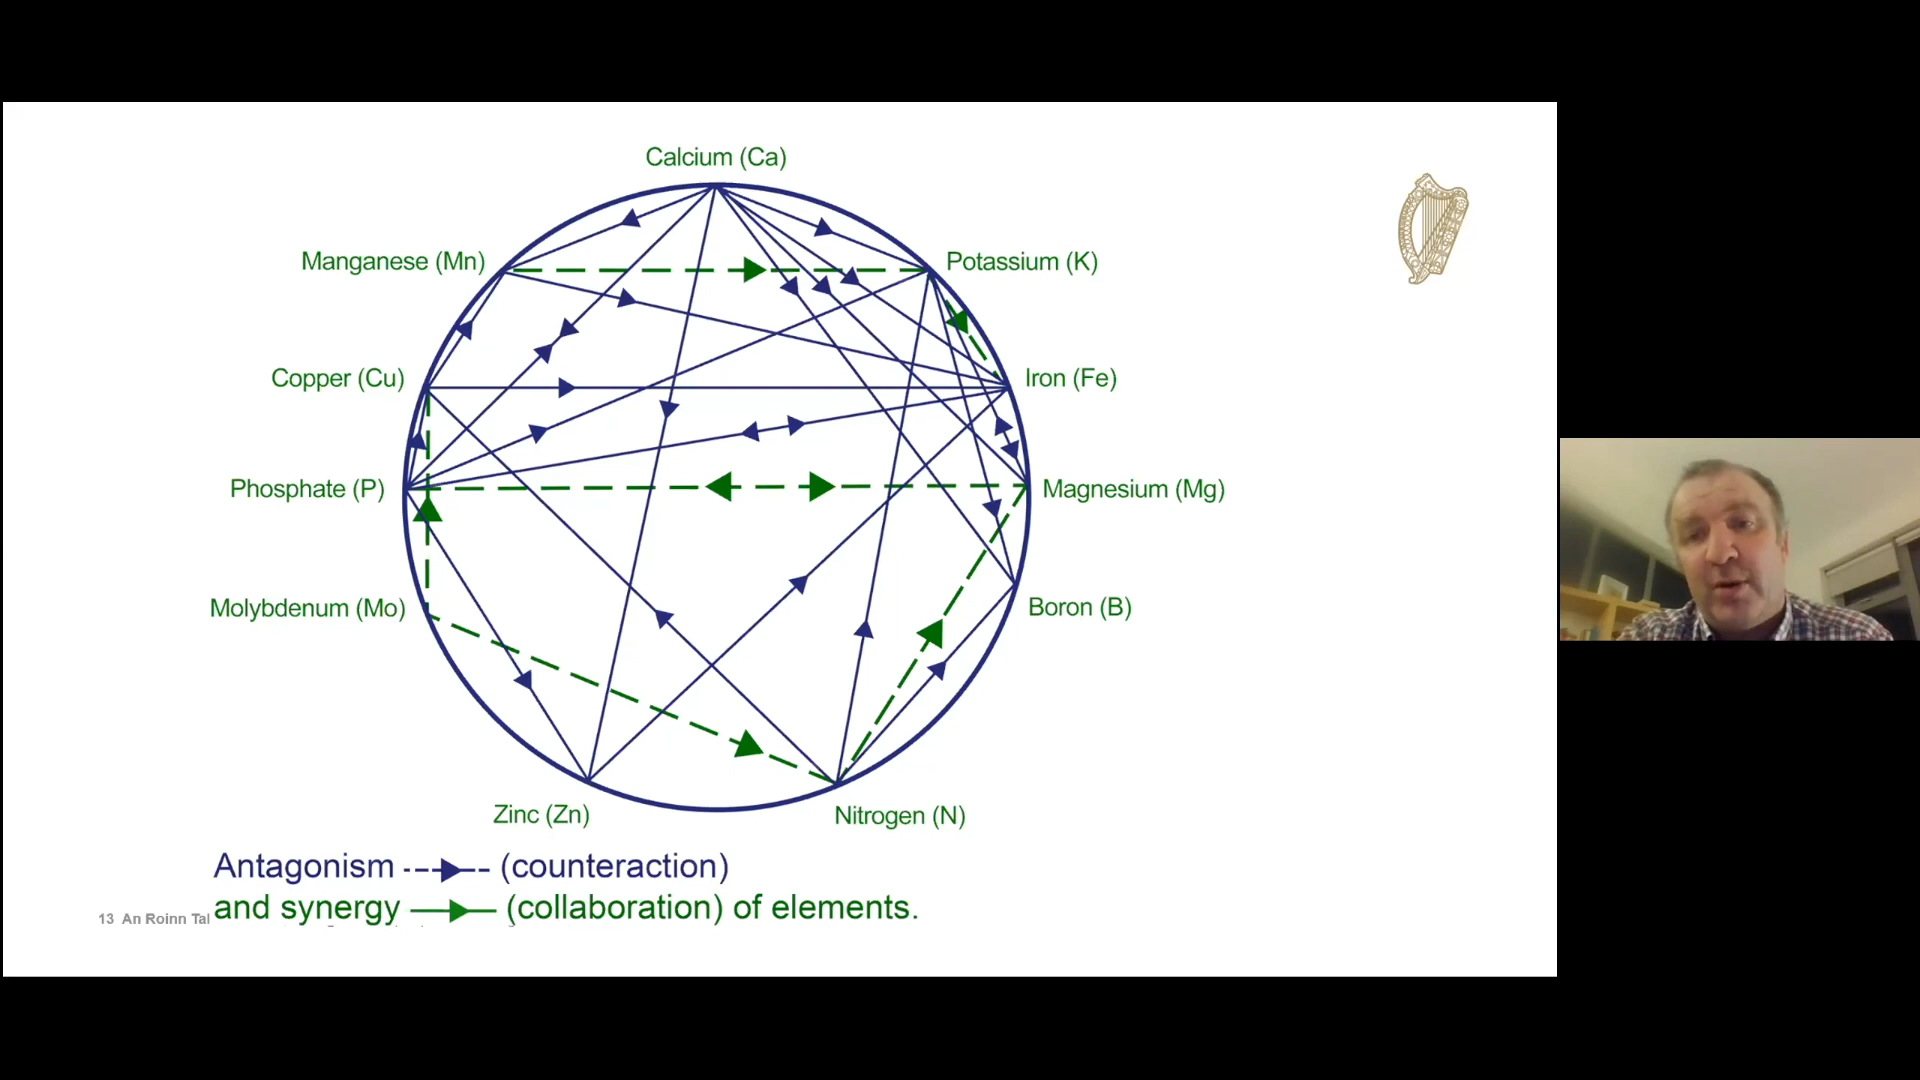 Calcium (Ca)
Manganese (Mn)
Potassium (K)
Copper (Cu)
Iron (Fe)
Phosphate (P)
Magnesium (Mg)
Molybdenum (Mo)
Boron (B)
Zinc (Zn)
Nitrogen (N)
Antagonism (counteraction)
and synergy (collaboration) of elements.
13 An Roinn Tal